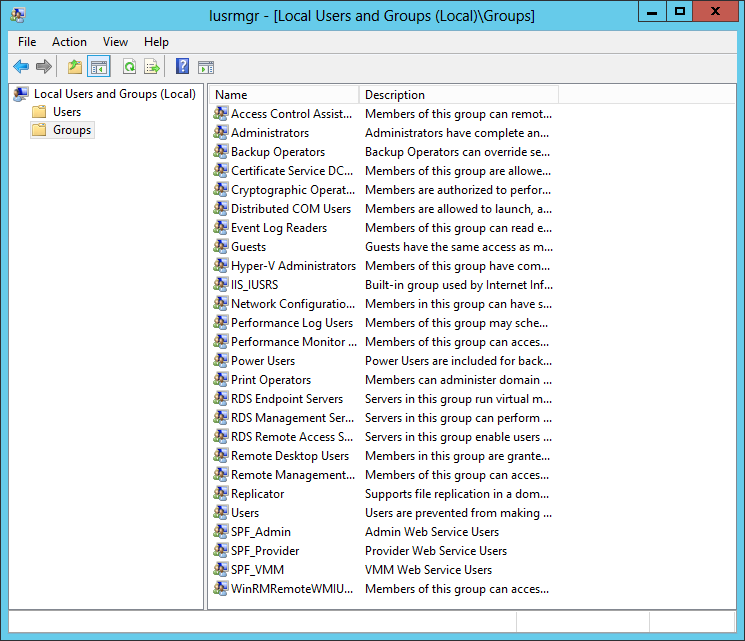 lusrmgr - [Local Users and Groups (Local)\Groups]
File Action View Help
Local Users and Groups (Local)
Users
Groups
Name Description
Access Control Assist... Members of this group can remot...
Administrators Administrators have complete an...
Backup Operators Backup Operators can override se...
Certificate Service DC... Members of this group are allowe...
Cryptographic Operat... Members are authorized to perfor...
Distributed COM Users Members are allowed to launch, a...
Event Log Readers Members of this group can read e...
Guests Guests have the same access as m...
Hyper-V Administrators Members of this group have com...
IIS_IUSRS Built-in group used by Internet Inf...
Network Configuratio... Members in this group can have s...
Performance Log Users Members of this group may sche...
Performance Monitor ... Members of this group can acces...
Power Users Power Users are included for back...
Print Operators Members can administer domain ...
RDS Endpoint Servers Servers in this group run virtual m...
RDS Management Ser... Servers in this group can perform ...
RDS Remote Access S... Servers in this group enable users ...
Remote Desktop Users Members in this group are grante...
Remote Management... Members of this group can acces...
Replicator Supports file replication in a dom...
Users Users are prevented from making ...
SPF_Admin Admin Web Service Users
SPF_Provider Provider Web Service Users
SPF_VMM VMM Web Service Users
WinRMRemoteWMIU... Members of this group can acces...